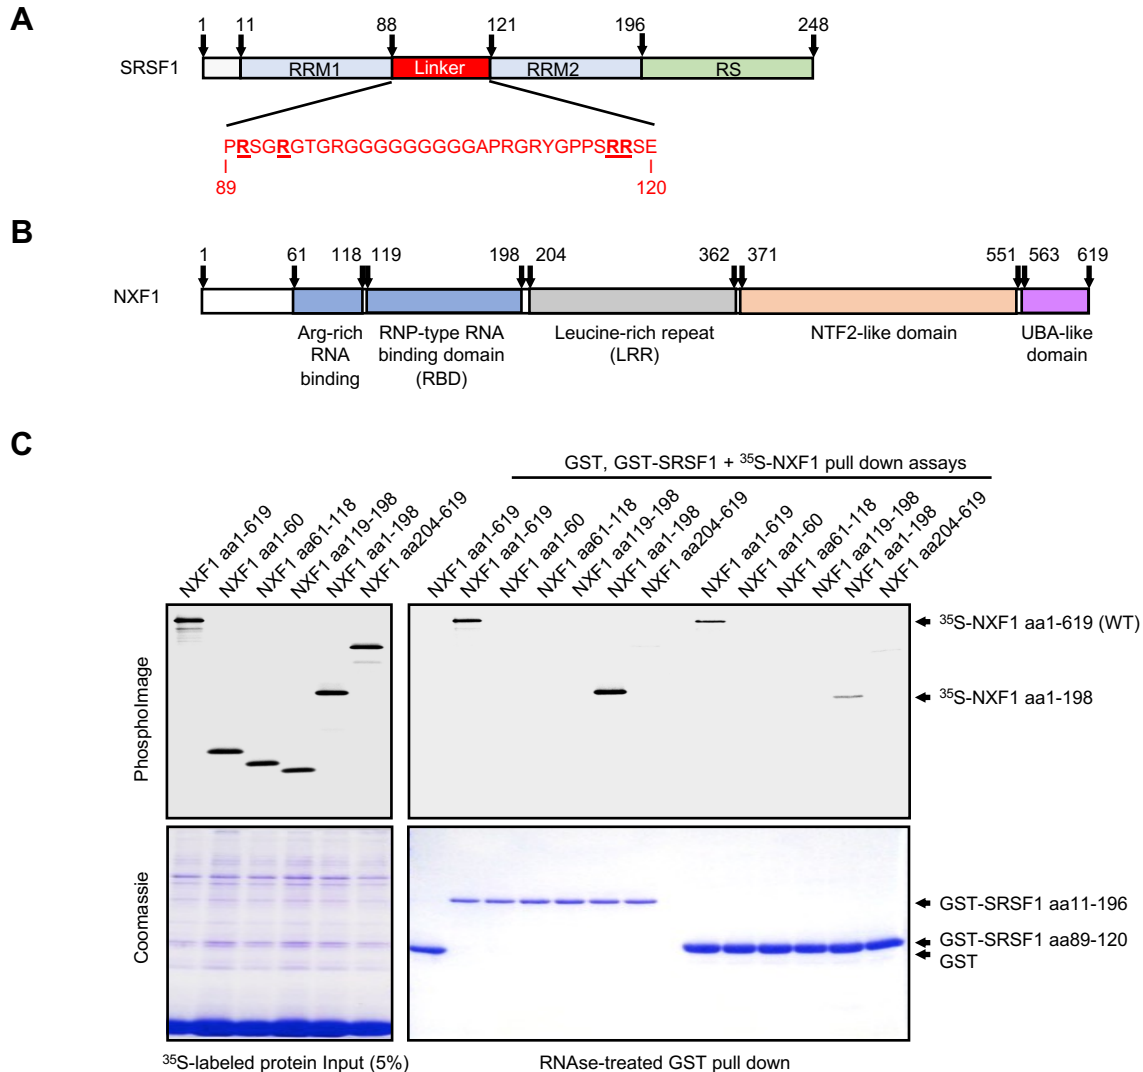 A
1 11 88 121 196 248
SRSF1 RRM1 Linker RRM2 RS
PRSGRGTGRGGGGGGGGGAPRGRYGPPSRRSE
89 120
B
1 61 118 119 198 204 362 371 551 563 619
NXF1
Arg-rich RNA binding
RNP-type RNA binding domain (RBD)
Leucine-rich repeat (LRR)
NTF2-like domain
UBA-like domain
C
GST, GST-SRSF1 + ³⁵S-NXF1 pull down assays
NXF1 aa1-619
NXF1 aa1-60
NXF1 aa61-118
NXF1 aa119-198
NXF1 aa1-198
NXF1 aa204-619
NXF1 aa1-619
NXF1 aa1-619
NXF1 aa1-60
NXF1 aa61-118
NXF1 aa119-198
NXF1 aa1-198
NXF1 aa204-619
NXF1 aa1-619
NXF1 aa1-60
NXF1 aa61-118
NXF1 aa119-198
NXF1 aa1-198
NXF1 aa204-619
PhosphoImage
³⁵S-NXF1 aa1-619 (WT)
³⁵S-NXF1 aa1-198
Coomassie
GST-SRSF1 aa11-196
GST-SRSF1 aa89-120
GST
³⁵S-labeled protein Input (5%)
RNAse-treated GST pull down